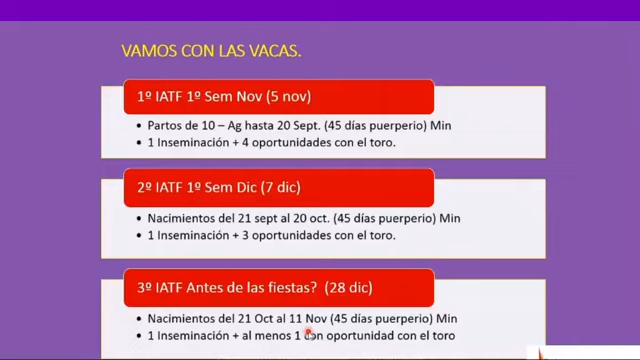 VAMOS CON LAS VACAS.
1º IATF 1º Sem Nov (5 nov)
• Partos de 10 – Ag hasta 20 Sept. (45 días puerperio) Min
• 1 Inseminación + 4 oportunidades con el toro.
2º IATF 1º Sem Dic (7 dic)
• Nacimientos del 21 sept al 20 oct. (45 días puerperio) Min
• 1 Inseminación + 3 oportunidades con el toro.
3º IATF Antes de las fiestas? (28 dic)
• Nacimientos del 21 Oct al 11 Nov (45 días puerperio) Min
• 1 Inseminación + al menos 1 con oportunidad con el toro